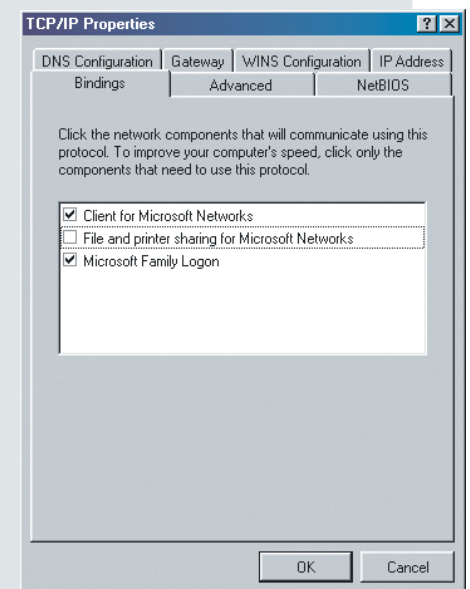 TCP/IP Properties
DNS Configuration Gateway WINS Configuration IP Address
Bindings Advanced NetBIOS
Click the network components that will communicate using this
protocol. To improve your computer's speed, click only the
components that need to use this protocol.
Client for Microsoft Networks
File and printer sharing for Microsoft Networks
Microsoft Family Logon
OK Cancel